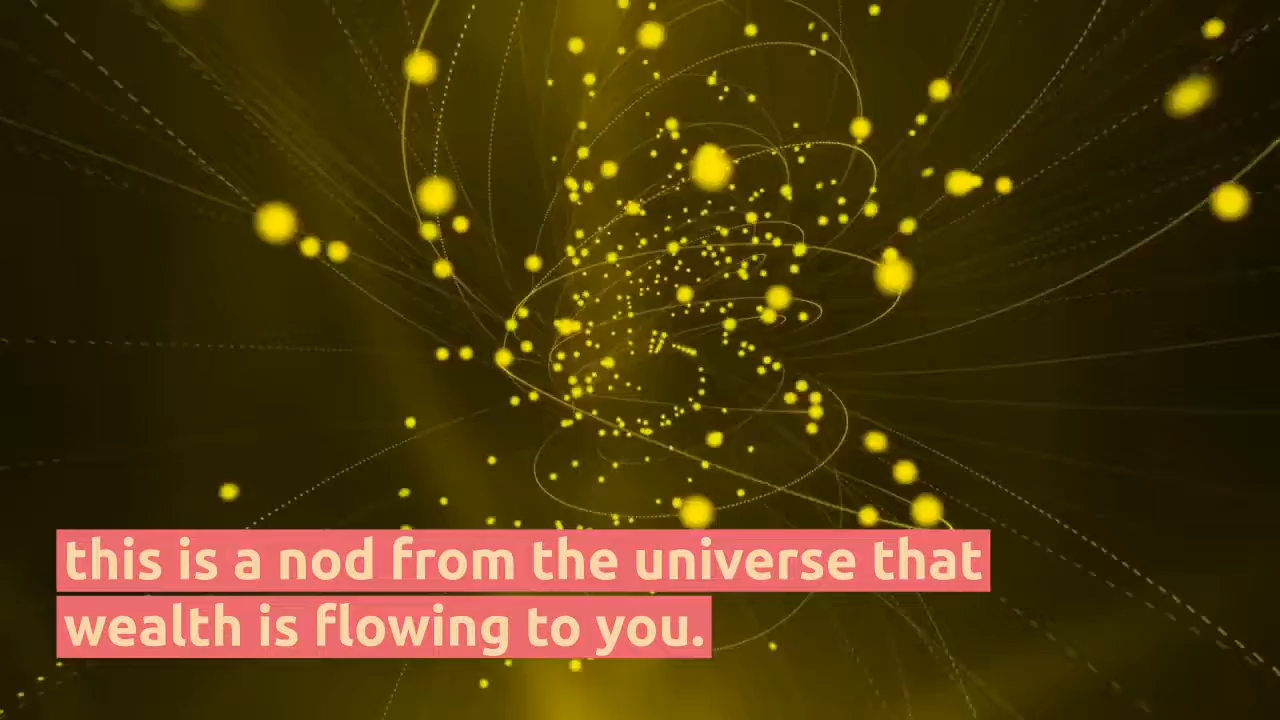 this is a nod from the universe that
wealth is flowing to you.